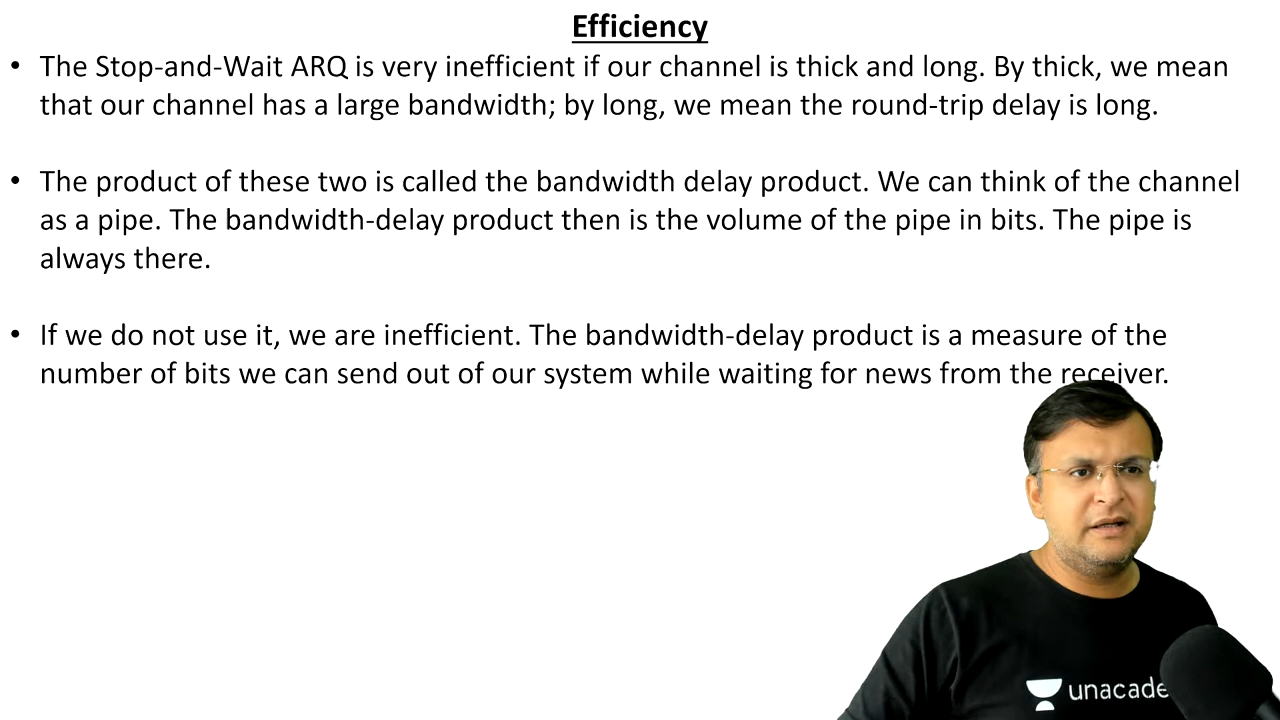 Efficiency
• The Stop-and-Wait ARQ is very inefficient if our channel is thick and long. By thick, we mean
that our channel has a large bandwidth; by long, we mean the round-trip delay is long.
• The product of these two is called the bandwidth delay product. We can think of the channel
as a pipe. The bandwidth-delay product then is the volume of the pipe in bits. The pipe is
always there.
• If we do not use it, we are inefficient. The bandwidth-delay product is a measure of the
number of bits we can send out of our system while waiting for news from the receiver.
unacade